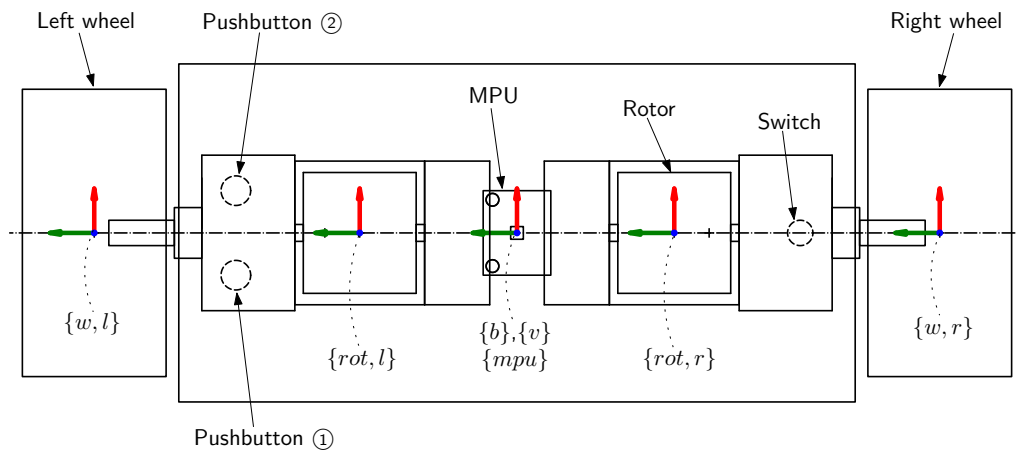 Left wheel
Pushbutton ②
Right wheel
MPU
Rotor
Switch
{w, l}
{rot, l}
{b},{v}
{mpu}
{rot, r}
{w, r}
Pushbutton ①